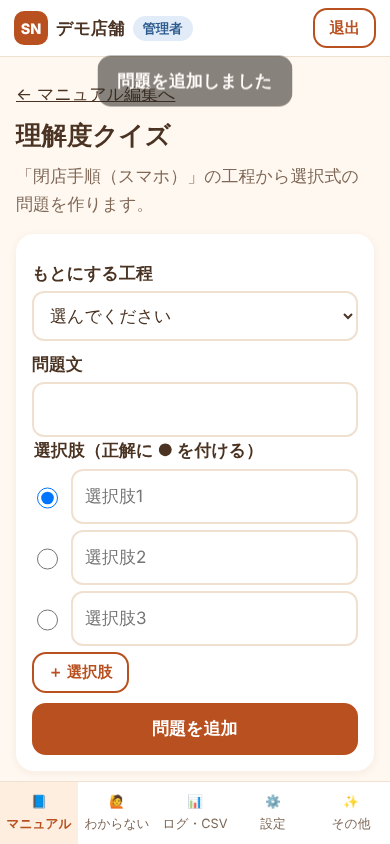 SN デモ店舗 管理者 退出
問題を追加しました
← マニュアル編集へ
理解度クイズ
「閉店手順（スマホ）」の工程から選択式の
問題を作ります。
もとにする工程
選んでください
問題文
選択肢（正解に ● を付ける）
選択肢1
選択肢2
選択肢3
＋ 選択肢
問題を追加
マニュアル わからない ログ・CSV 設定 その他